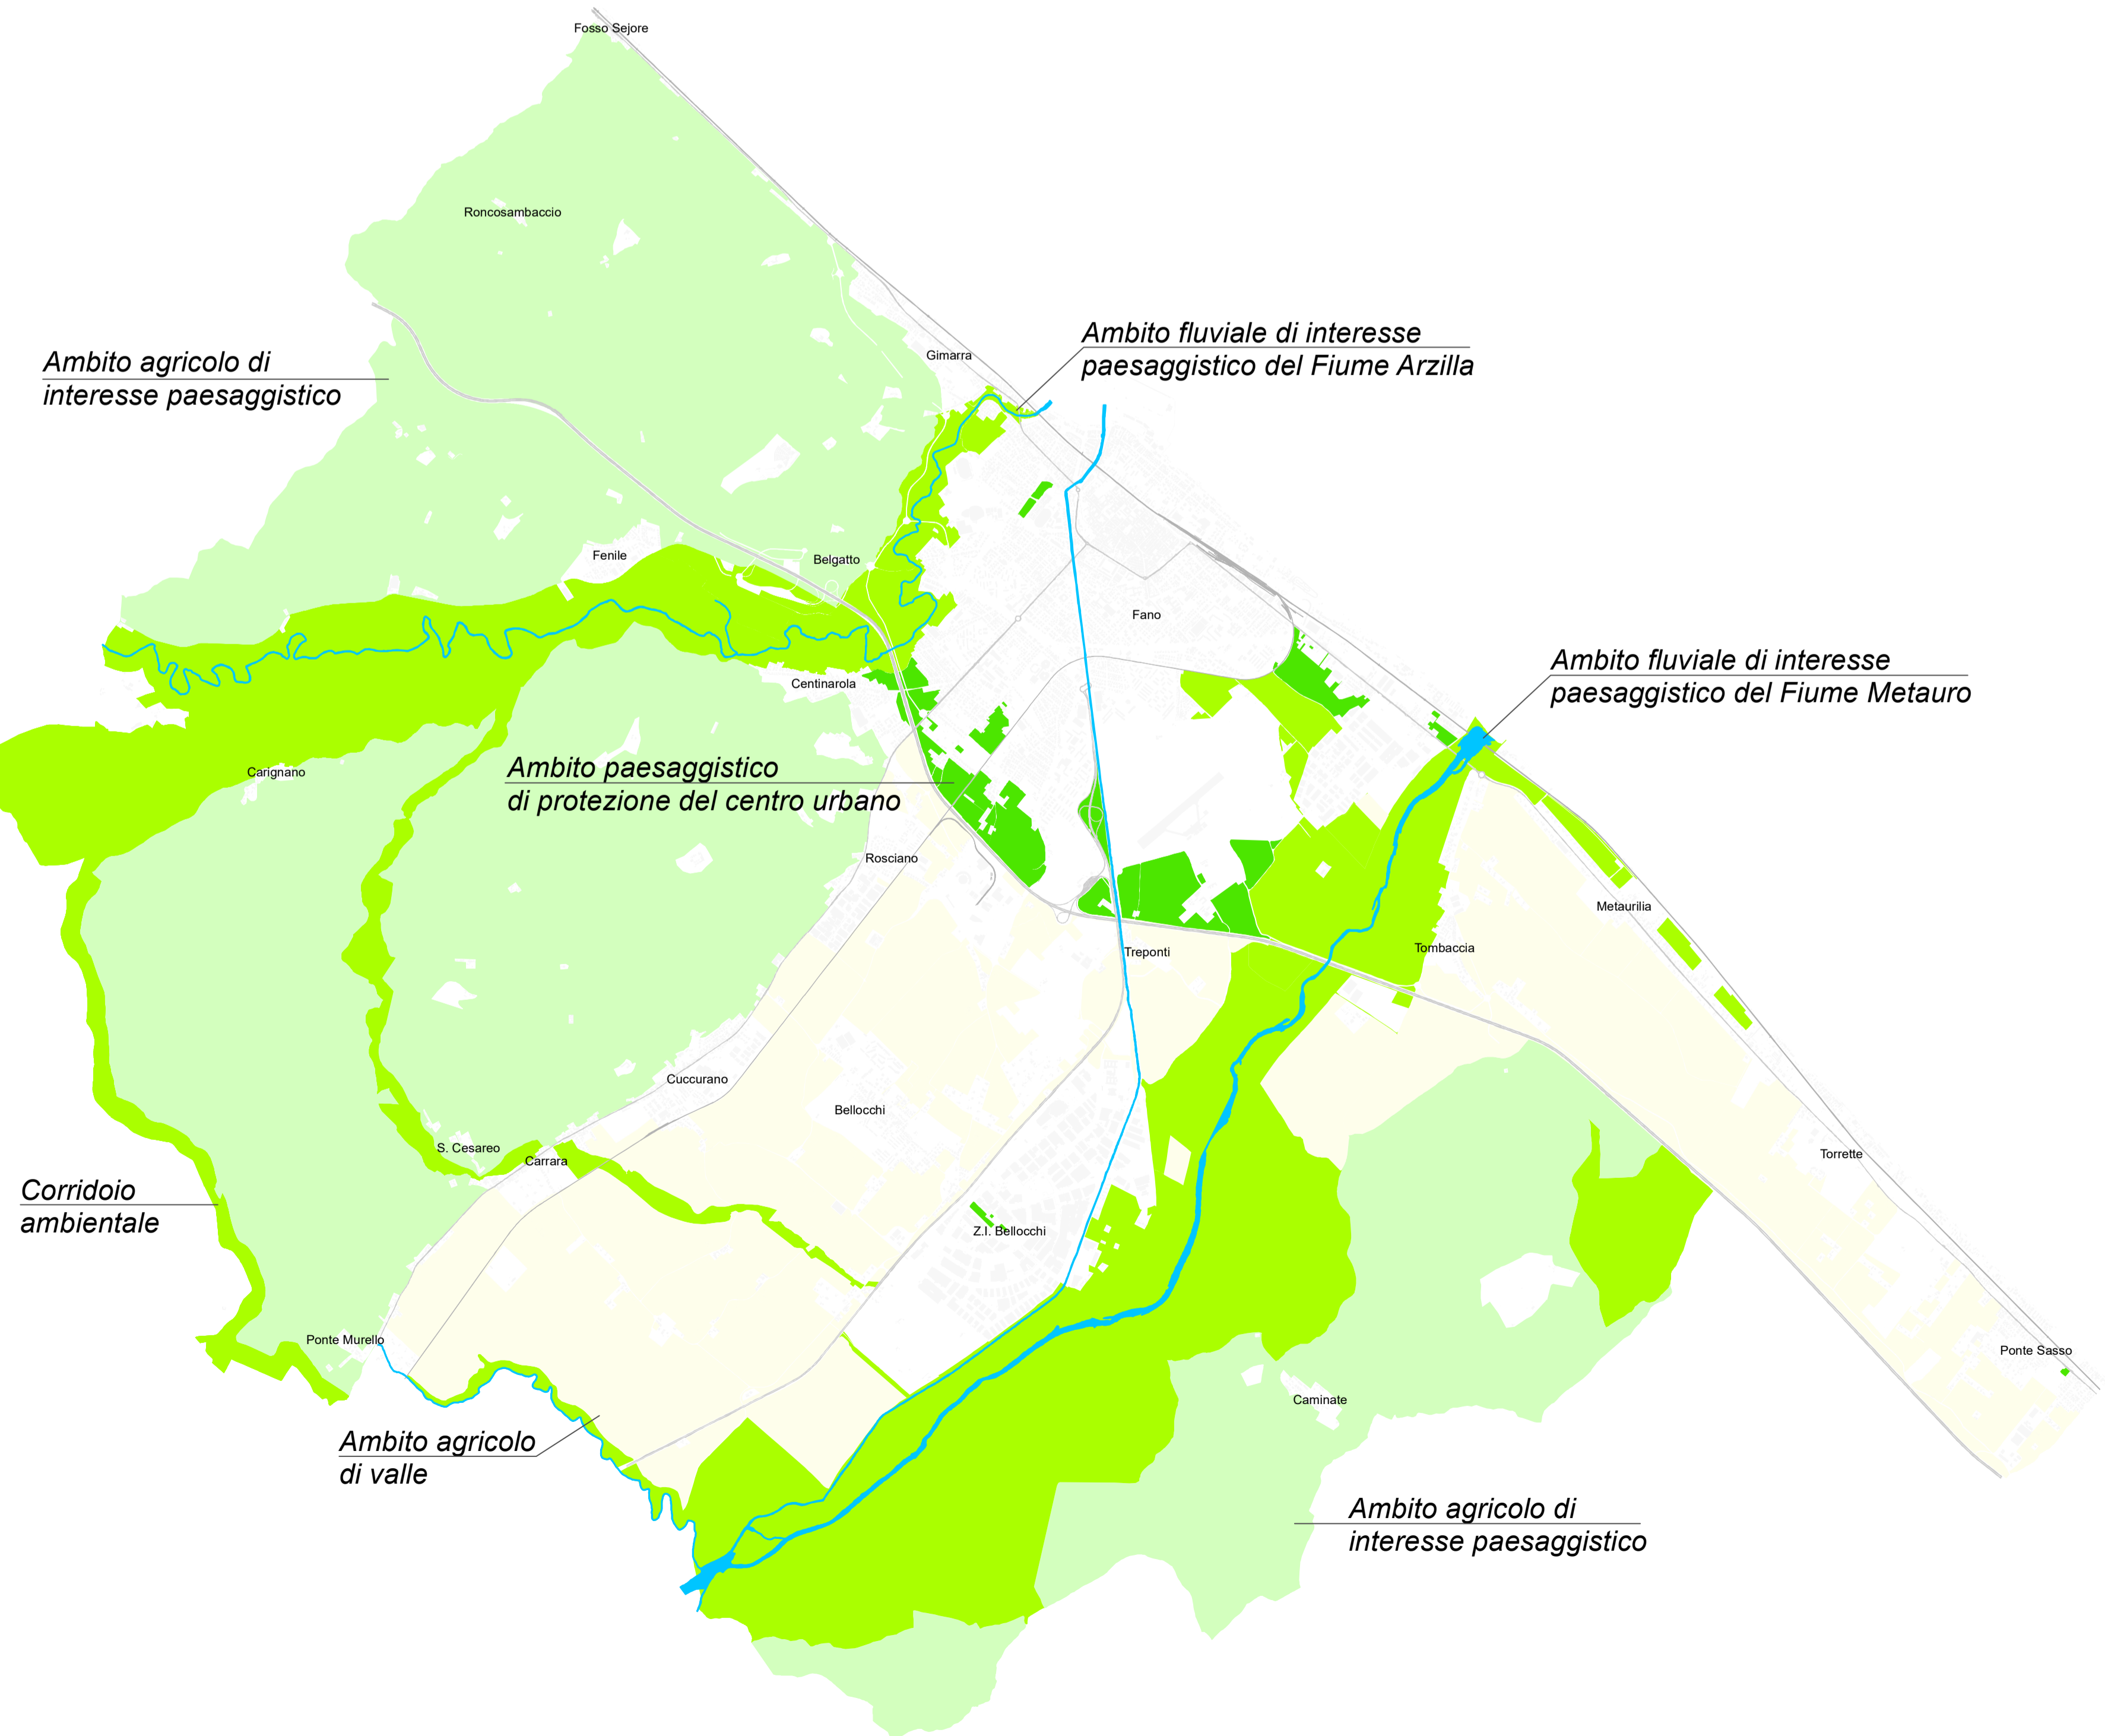 Fosso Sejore
Roncosambaccio
Ambito fluviale di interesse
paesaggistico del Fiume Arzilla
Gimarra
Ambito agricolo di
interesse paesaggistico
Fenile
Belgatto
Fano
Ambito fluviale di interesse
paesaggistico del Fiume Metauro
Centinarola
Carignano
Ambito paesaggistico
di protezione del centro urbano
Rosciano
Metaurilia
Tombaccia
Treponti
Cuccurano
Bellocchi
S. Cesareo
Carrara
Torrette
Corridoio
ambientale
Z.I. Bellocchi
Ponte Murello
Ponte Sasso
Caminate
Ambito agricolo
di valle
Ambito agricolo di
interesse paesaggistico